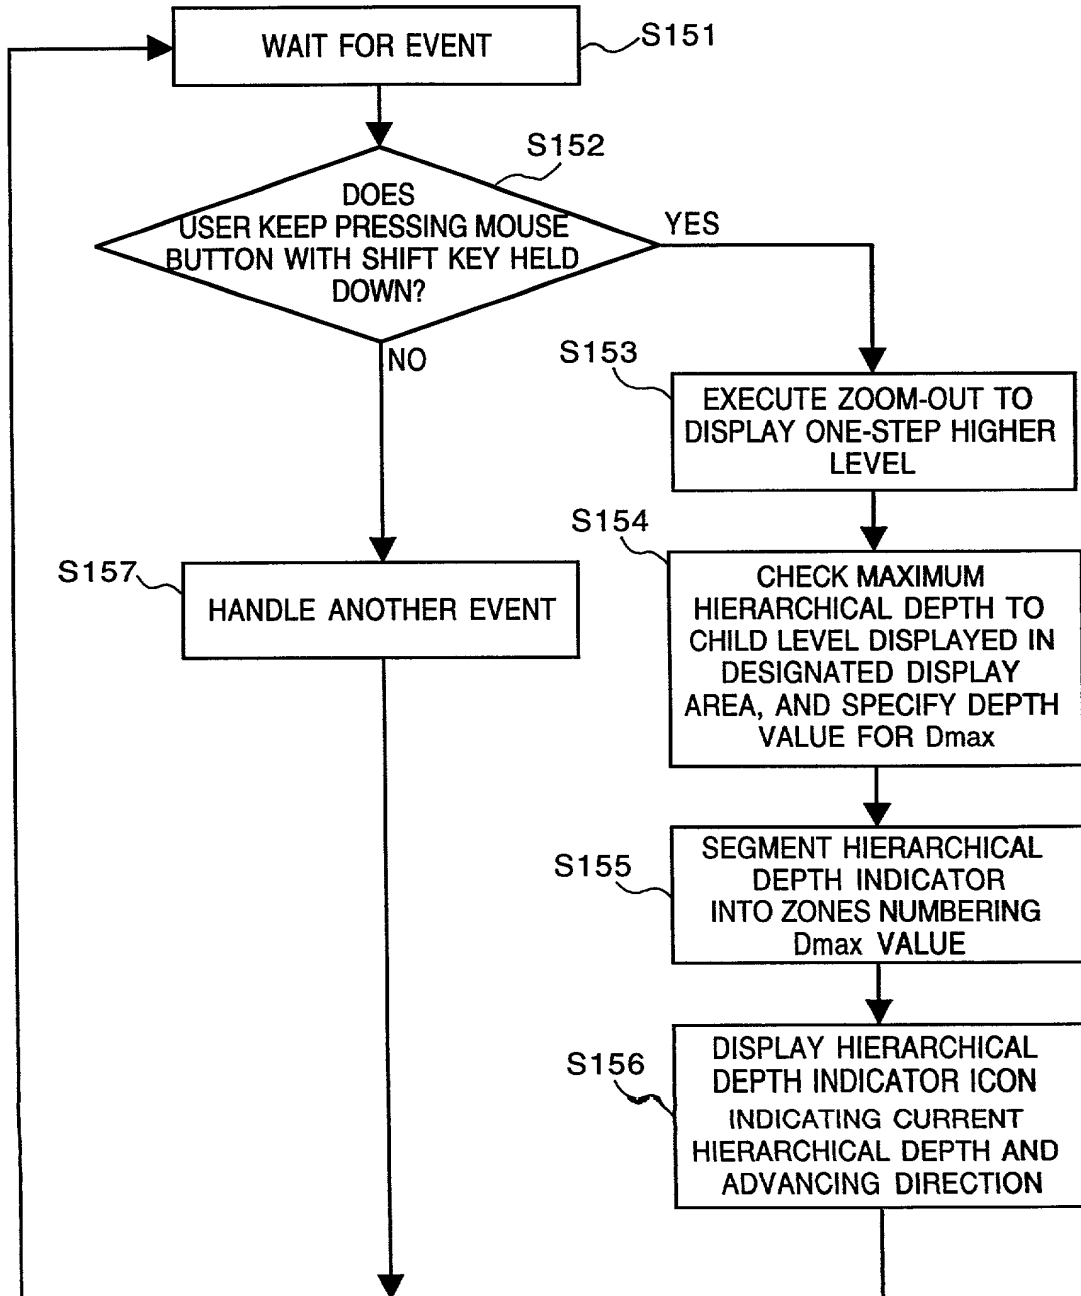 WAIT FOR EVENT
S151
S152
DOES
USER KEEP PRESSING MOUSE
BUTTON WITH SHIFT KEY HELD
DOWN?
YES
NO
S153
EXECUTE ZOOM-OUT TO
DISPLAY ONE-STEP HIGHER
LEVEL
S154
CHECK MAXIMUM
HIERARCHICAL DEPTH TO
CHILD LEVEL DISPLAYED IN
DESIGNATED DISPLAY
AREA, AND SPECIFY DEPTH
VALUE FOR Dmax
S157
HANDLE ANOTHER EVENT
S155
SEGMENT HIERARCHICAL
DEPTH INDICATOR
INTO ZONES NUMBERING
Dmax VALUE
S156
DISPLAY HIERARCHICAL
DEPTH INDICATOR ICON
INDICATING CURRENT
HIERARCHICAL DEPTH AND
ADVANCING DIRECTION